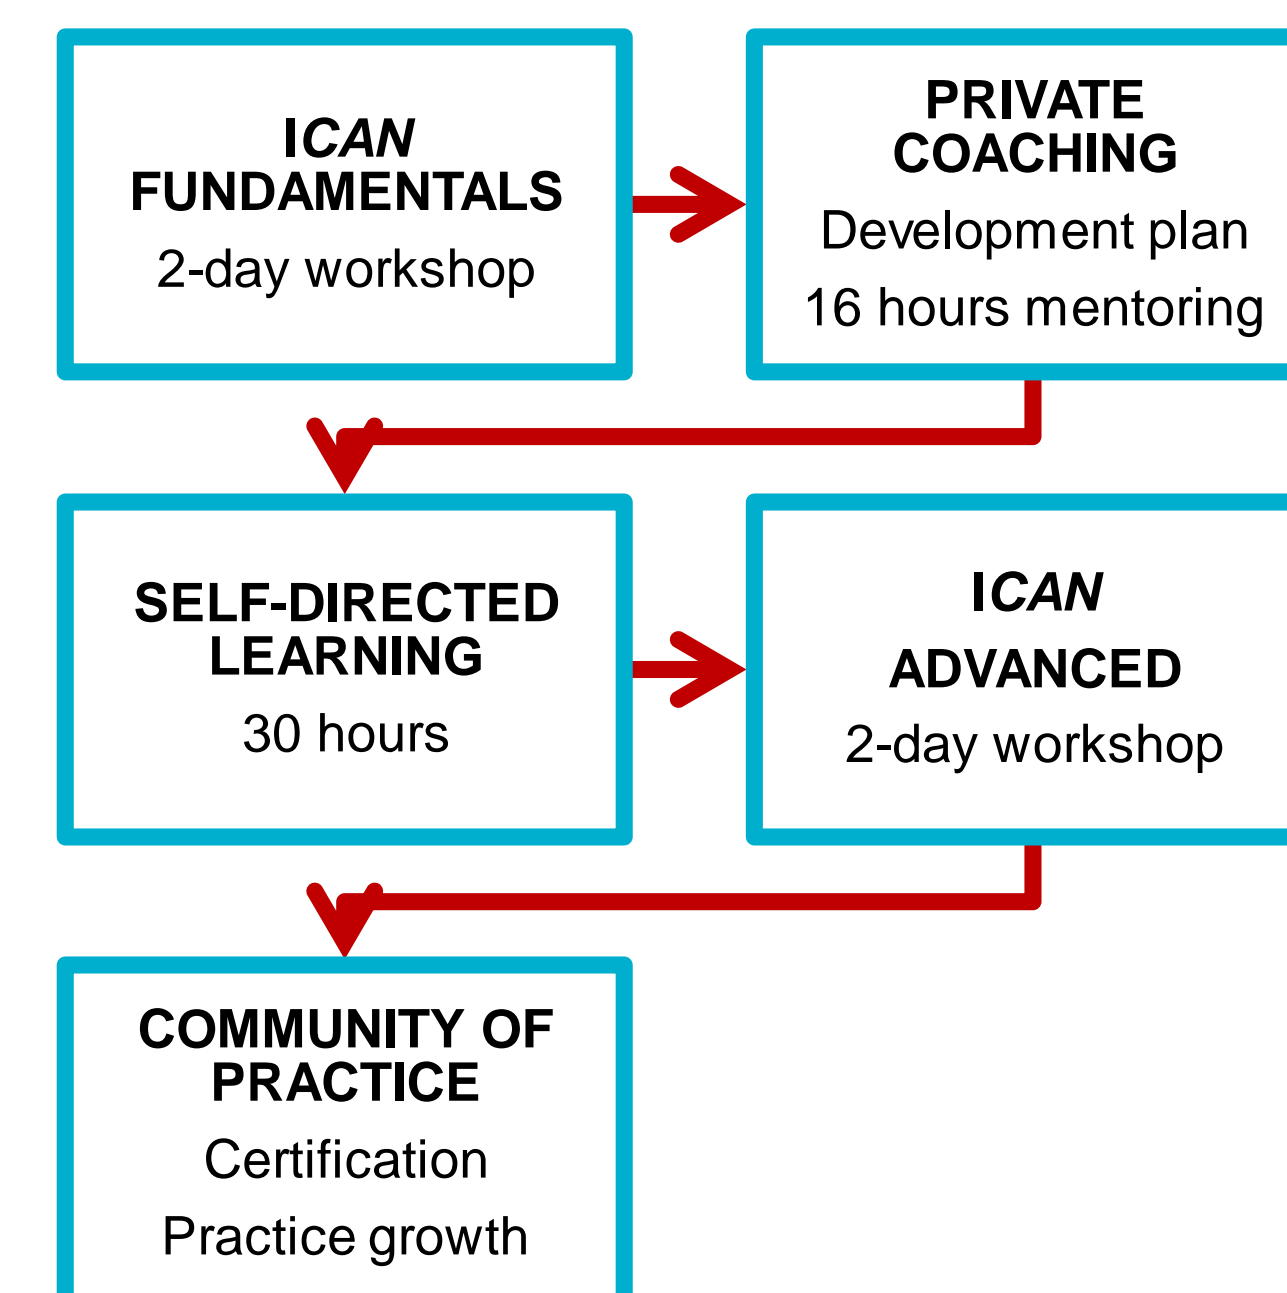 ICAN
FUNDAMENTALS
2-day workshop
PRIVATE
COACHING
Development plan
16 hours mentoring
SELF-DIRECTED
LEARNING
30 hours
ICAN
ADVANCED
2-day workshop
COMMUNITY OF
PRACTICE
Certification
Practice growth